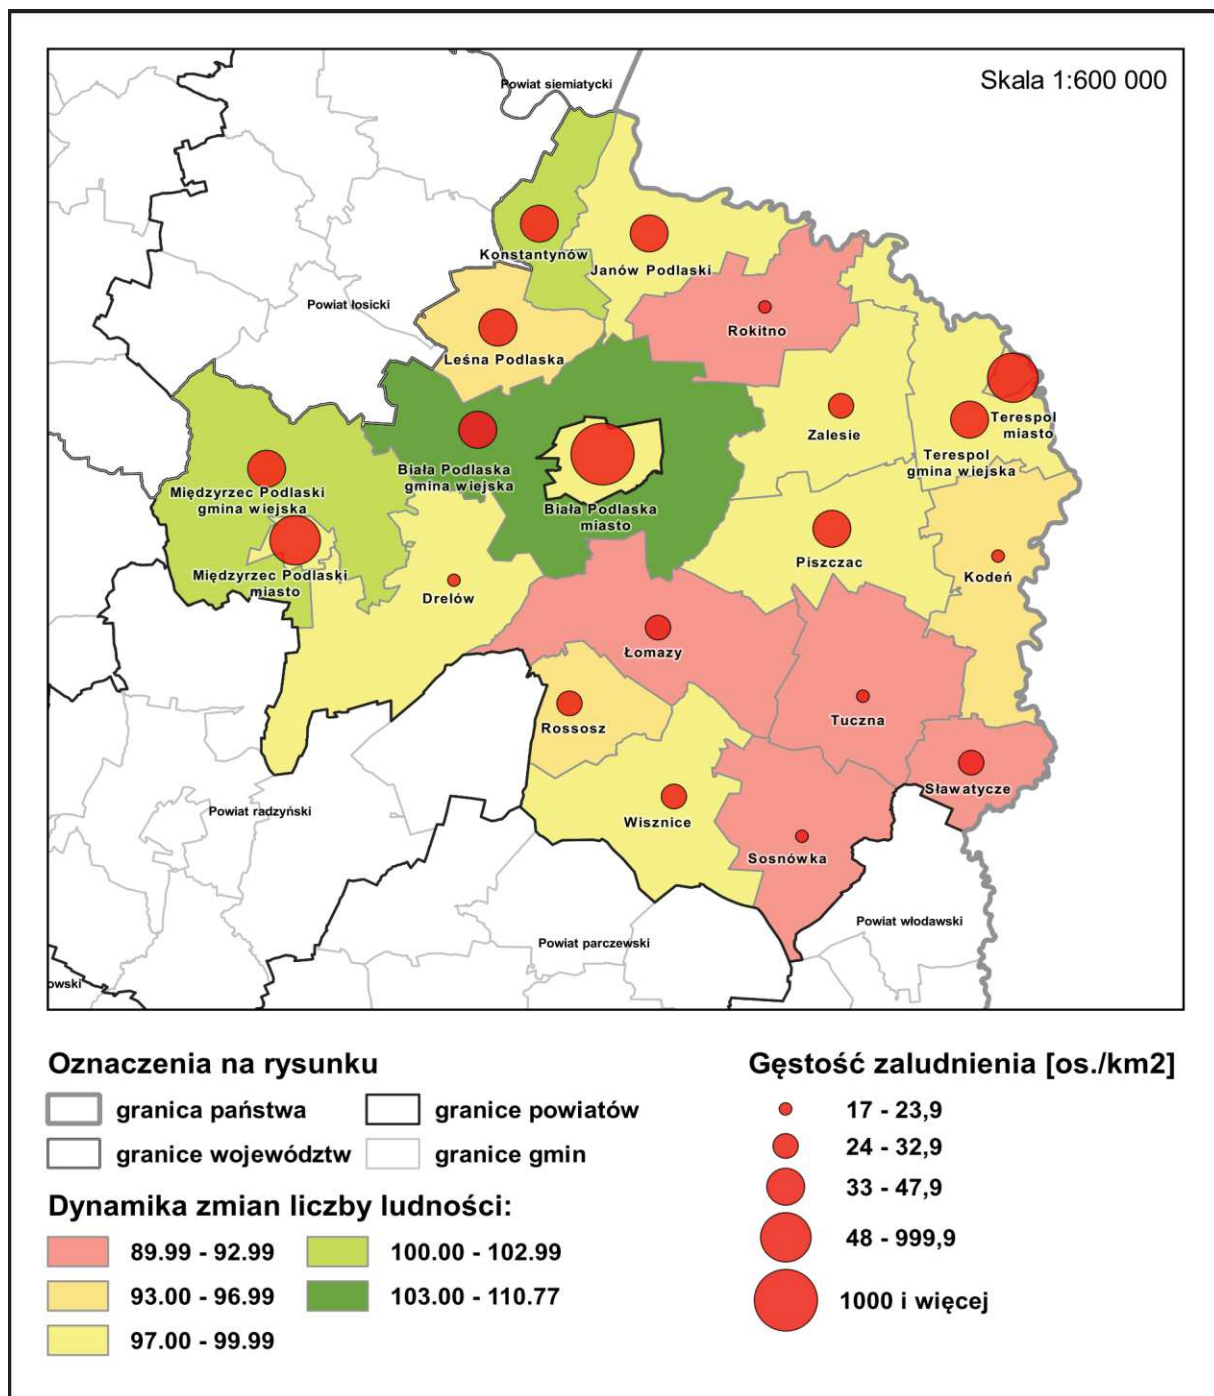 Powiat siemiatycki
Skala 1:600 000
Konstantynów
Janów Podlaski
Powiat łosicki
Rokitno
Leśna Podlaska
Terespol
miasto
Zalesie
Terespol
gmina wiejska
Biała Podlaska
gmina wiejska
Międzyrzec Podlaski
gmina wiejska
Biała Podlaska
miasto
Piszczac
Kodeń
Międzyrzec Podlaski
miasto
Drelów
Łomazy
Tuczna
Rossosz
Sławatycze
Powiat radzyński
Wisznice
Sosnówka
Powiat włodawski
Powiat parczewski
owski
Oznaczenia na rysunku
granica państwa
granice powiatów
granice województw
granice gmin
Dynamika zmian liczby ludności:
89.99 - 92.99
100.00 - 102.99
93.00 - 96.99
103.00 - 110.77
97.00 - 99.99
Gęstość zaludnienia [os./km2]
17 - 23,9
24 - 32,9
33 - 47,9
48 - 999,9
1000 i więcej